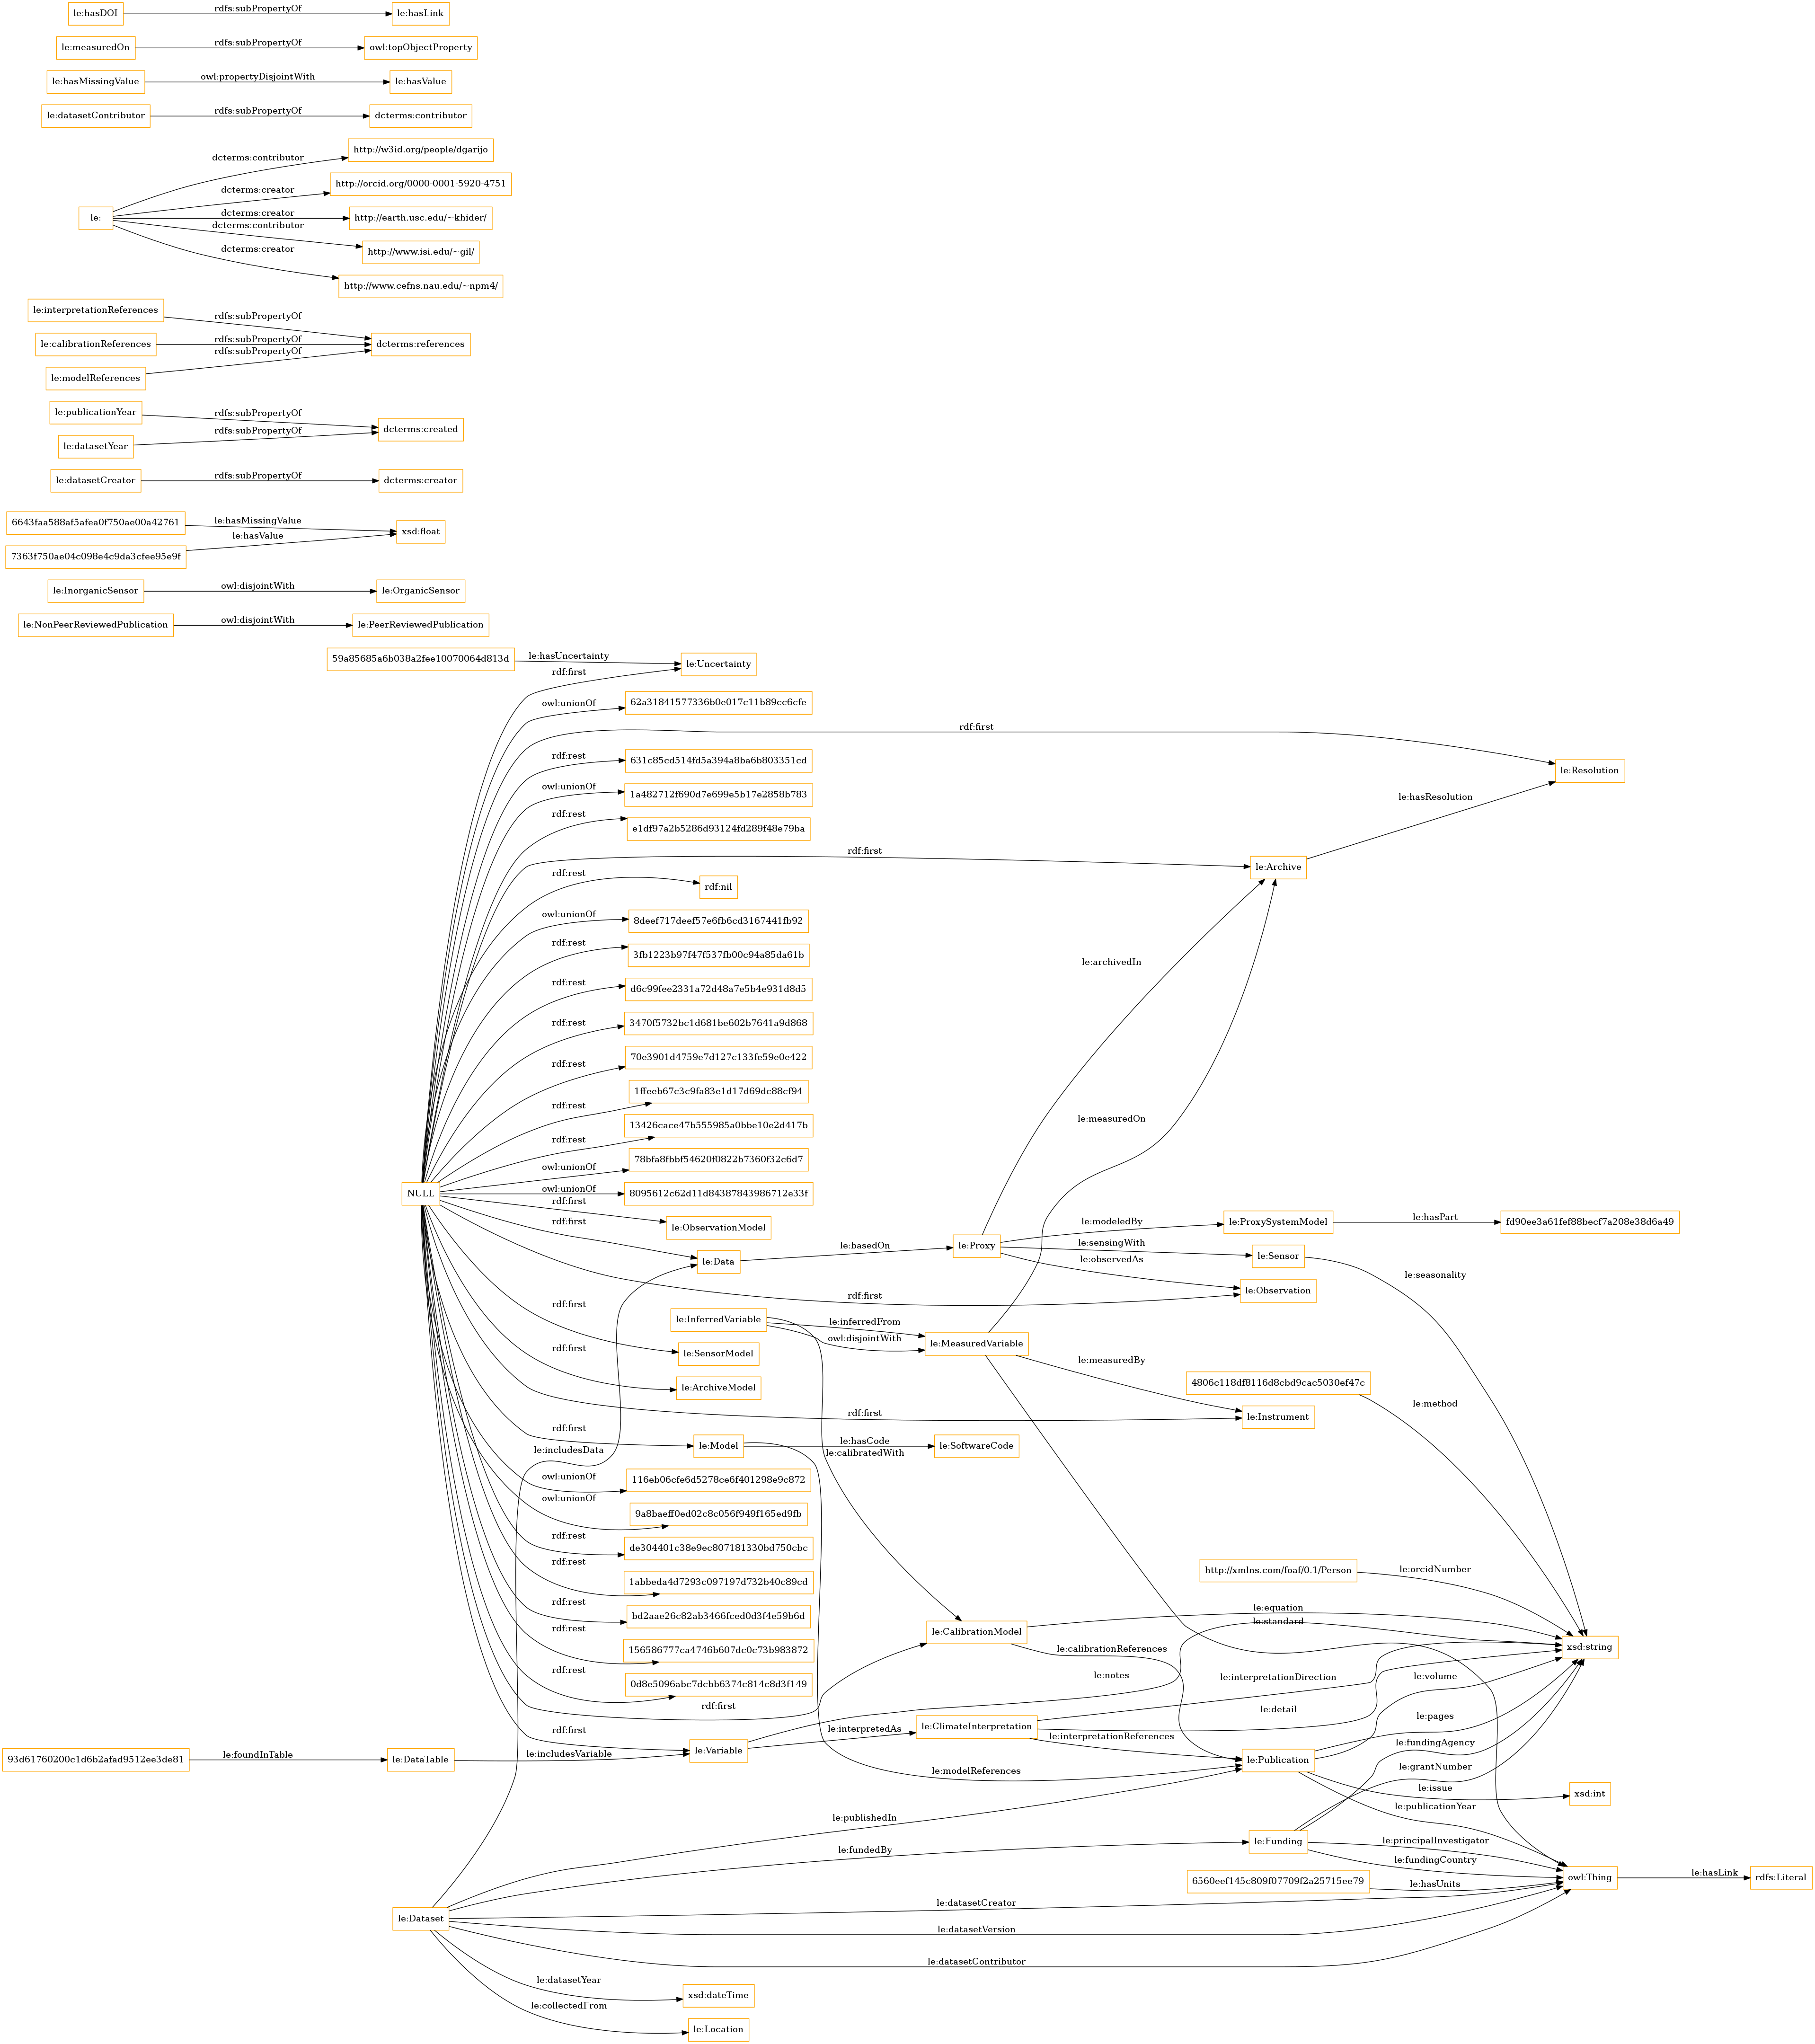 le:hasDOI
rdfs:subPropertyOf
le:hasLink
le:measuredOn
rdfs:subPropertyOf
owl:topObjectProperty
le:hasMissingValue
owl:propertyDisjointWith
le:hasValue
le:datasetContributor
rdfs:subPropertyOf
dcterms:contributor
le:
dcterms:contributor
http://w3id.org/people/dgarijo
dcterms:creator
http://orcid.org/0000-0001-5920-4751
dcterms:creator
http://earth.usc.edu/~khider/
dcterms:contributor
http://www.isi.edu/~gil/
dcterms:creator
http://www.cefns.nau.edu/~npm4/
le:interpretationReferences
rdfs:subPropertyOf
le:calibrationReferences
rdfs:subPropertyOf
dcterms:references
le:modelReferences
rdfs:subPropertyOf
le:publicationYear
rdfs:subPropertyOf
dcterms:created
le:datasetYear
rdfs:subPropertyOf
le:datasetCreator
rdfs:subPropertyOf
dcterms:creator
6643faa588af5afea0f750ae00a42761
le:hasMissingValue
xsd:float
7363f750ae04c098e4c9da3cfee95e9f
le:hasValue
le:InorganicSensor
owl:disjointWith
le:OrganicSensor
le:NonPeerReviewedPublication
owl:disjointWith
le:PeerReviewedPublication
59a85685a6b038a2fee10070064d813d
le:hasUncertainty
le:Uncertainty
rdf:first
owl:unionOf
62a31841577336b0e017c11b89cc6cfe
rdf:first
le:Resolution
rdf:rest
631c85cd514fd5a394a8ba6b803351cd
owl:unionOf
1a482712f690d7e699e5b17e2858b783
le:hasResolution
rdf:rest
e1df97a2b5286d93124fd289f48e79ba
rdf:first
le:Archive
rdf:rest
rdf:nil
owl:unionOf
8deef717deef57e6fb6cd3167441fb92
rdf:rest
3fb1223b97f47f537fb00c94a85da61b
le:archivedIn
rdf:rest
d6c99fee2331a72d48a7e5b4e931d8d5
rdf:rest
3470f5732bc1d681be602b7641a9d868
rdf:rest
70e3901d4759e7d127c133fe59e0e422
rdf:rest
1ffeeb67c3c9fa83e1d17d69dc88cf94
le:measuredOn
rdf:rest
13426cace47b555985a0bbe10e2d417b
owl:unionOf
78bfa8fbbf54620f0822b7360f32c6d7
NULL
owl:unionOf
8095612c62d11d84387843986712e33f
rdf:first
le:ObservationModel
le:modeledBy
le:ProxySystemModel
le:hasPart
fd90ee3a61fef88becf7a208e38d6a49
rdf:first
le:Data
le:basedOn
le:Proxy
le:sensingWith
le:Sensor
le:observedAs
le:seasonality
rdf:first
le:Observation
rdf:first
le:InferredVariable
le:inferredFrom
owl:disjointWith
le:MeasuredVariable
le:SensorModel
rdf:first
le:ArchiveModel
le:measuredBy
4806c118df8116d8cbd9cac5030ef47c
le:method
rdf:first
le:Instrument
rdf:first
le:Model
le:hasCode
le:SoftwareCode
le:includesData
le:calibratedWith
owl:unionOf
116eb06cfe6d5278ce6f401298e9c872
owl:unionOf
9a8baeff0ed02c8c056f949f165ed9fb
rdf:rest
de304401c38e9ec807181330bd750cbc
rdf:rest
1abbeda4d7293c097197d732b40c89cd
http://xmlns.com/foaf/0.1/Person
le:orcidNumber
rdf:rest
bd2aae26c82ab3466fced0d3f4e59b6d
le:CalibrationModel
le:equation
le:standard
rdf:rest
156586777ca4746b607dc0c73b983872
le:calibrationReferences
xsd:string
rdf:rest
0d8e5096abc7dcbb6374c814c8d3f149
le:notes
le:interpretationDirection
le:volume
rdf:first
le:detail
le:pages
rdf:first
le:Variable
le:interpretedAs
le:ClimateInterpretation
le:interpretationReferences
le:fundingAgency
93d61760200c1d6b2afad9512ee3de81
le:foundInTable
le:DataTable
le:includesVariable
le:modelReferences
le:Publication
le:grantNumber
le:issue
xsd:int
le:publishedIn
le:publicationYear
le:fundedBy
le:Funding
le:principalInvestigator
le:fundingCountry
6560eef145c809f07709f2a25715ee79
le:hasUnits
owl:Thing
le:hasLink
rdfs:Literal
le:Dataset
le:datasetCreator
le:datasetVersion
le:datasetContributor
le:datasetYear
xsd:dateTime
le:collectedFrom
le:Location